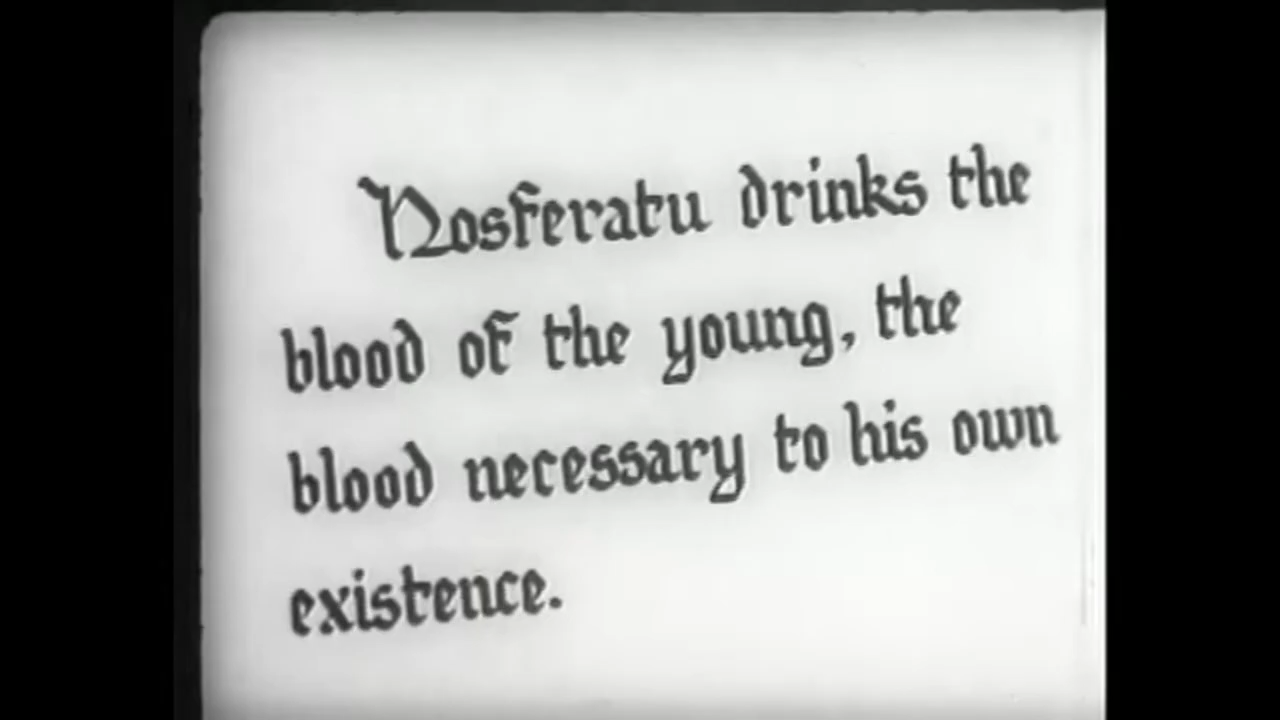 Nosferatu drinks the
blood of the young, the
blood necessary to his own
existence.